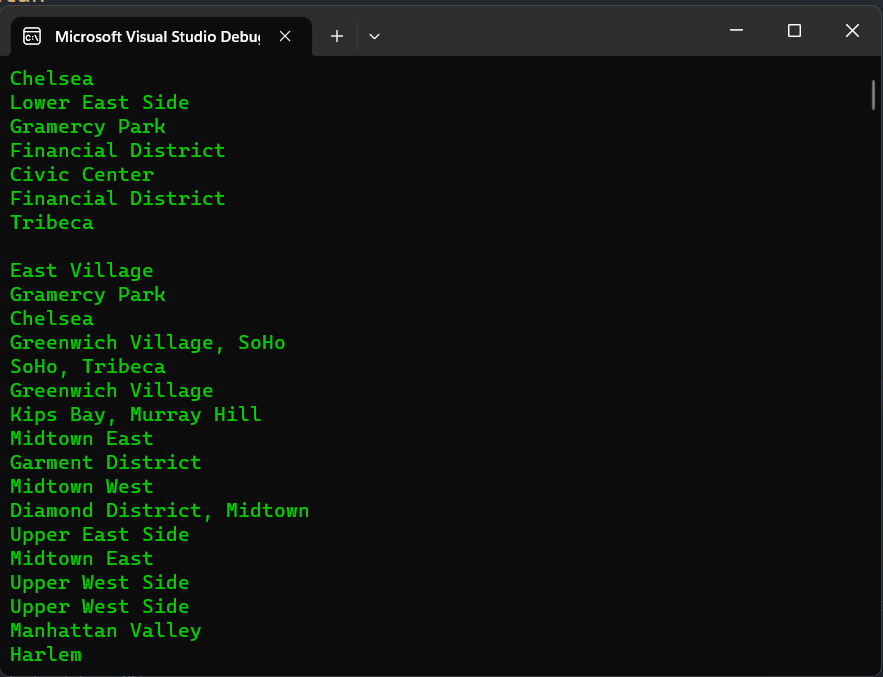 Microsoft Visual Studio Debu
Chelsea
Lower East Side
Gramercy Park
Financial District
Civic Center
Financial District
Tribeca
East Village
Gramercy Park
Chelsea
Greenwich Village, SoHo
SoHo, Tribeca
Greenwich Village
Kips Bay, Murray Hill
Midtown East
Garment District
Midtown West
Diamond District, Midtown
Upper East Side
Midtown East
Upper West Side
Upper West Side
Manhattan Valley
Harlem